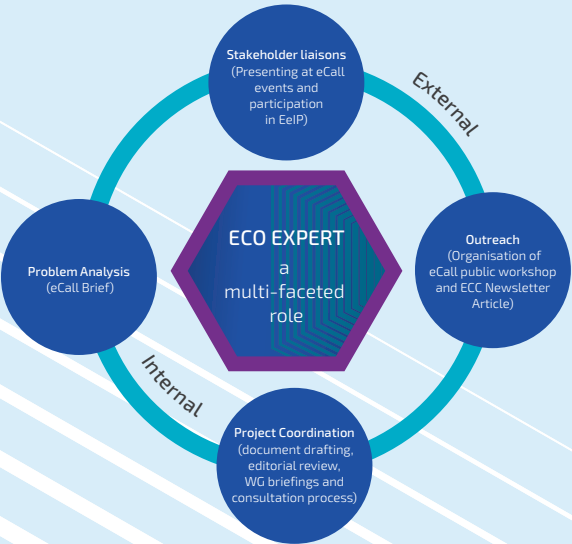 Stakeholder liaisons
(Presenting at eCall
events and
participation
in EeIP)
External
ECO EXPERT
a
multi-faceted
role
Problem Analysis
(eCall Brief)
Outreach
(Organisation of
eCall public workshop
and ECC Newsletter
Article)
Internal
Project Coordination
(document drafting,
editorial review,
WG briefings and
consultation process)